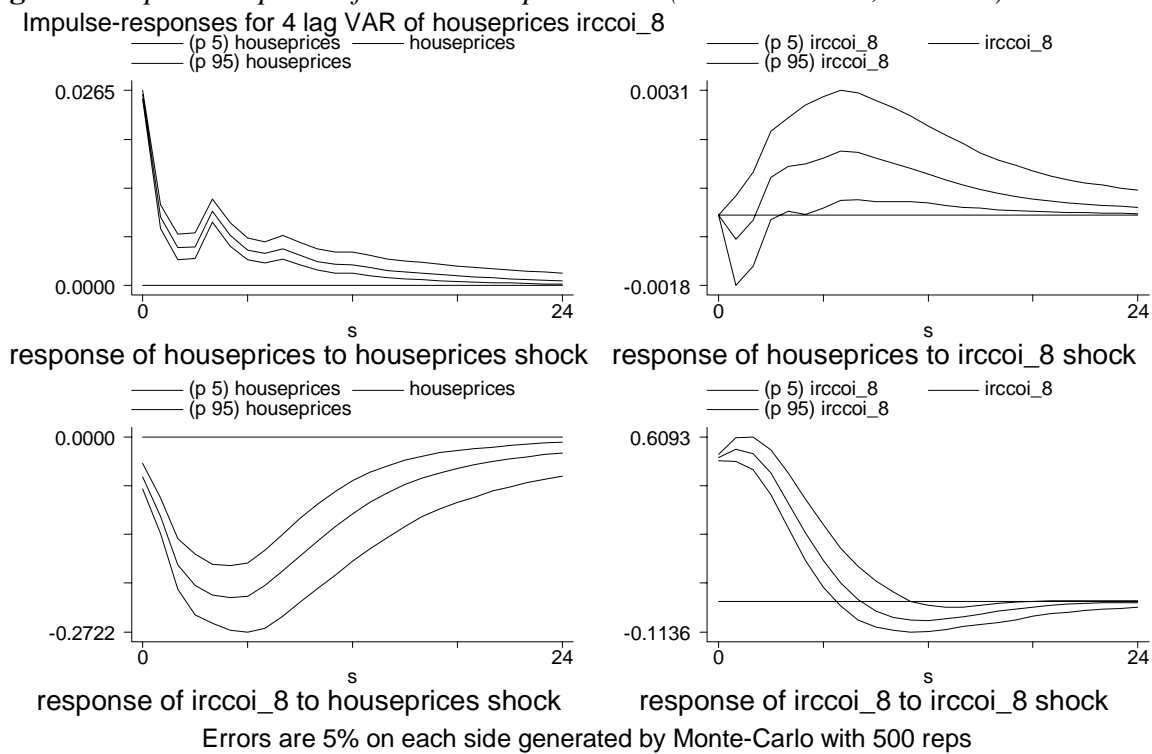 Impulse-responses for 4 lag VAR of houseprices irccoi_8
(p 5) houseprices houseprices
(p 95) houseprices
0.0265
0.0000
0 24
s
response of houseprices to houseprices shock
(p 5) irccoi_8 irccoi_8
(p 95) irccoi_8
0.0031
-0.0018
0 24
s
response of houseprices to irccoi_8 shock
(p 5) houseprices houseprices
(p 95) houseprices
0.0000
-0.2722
0 24
s
response of irccoi_8 to houseprices shock
(p 5) irccoi_8 irccoi_8
(p 95) irccoi_8
0.6093
-0.1136
0 24
s
response of irccoi_8 to irccoi_8 shock
Errors are 5% on each side generated by Monte-Carlo with 500 reps